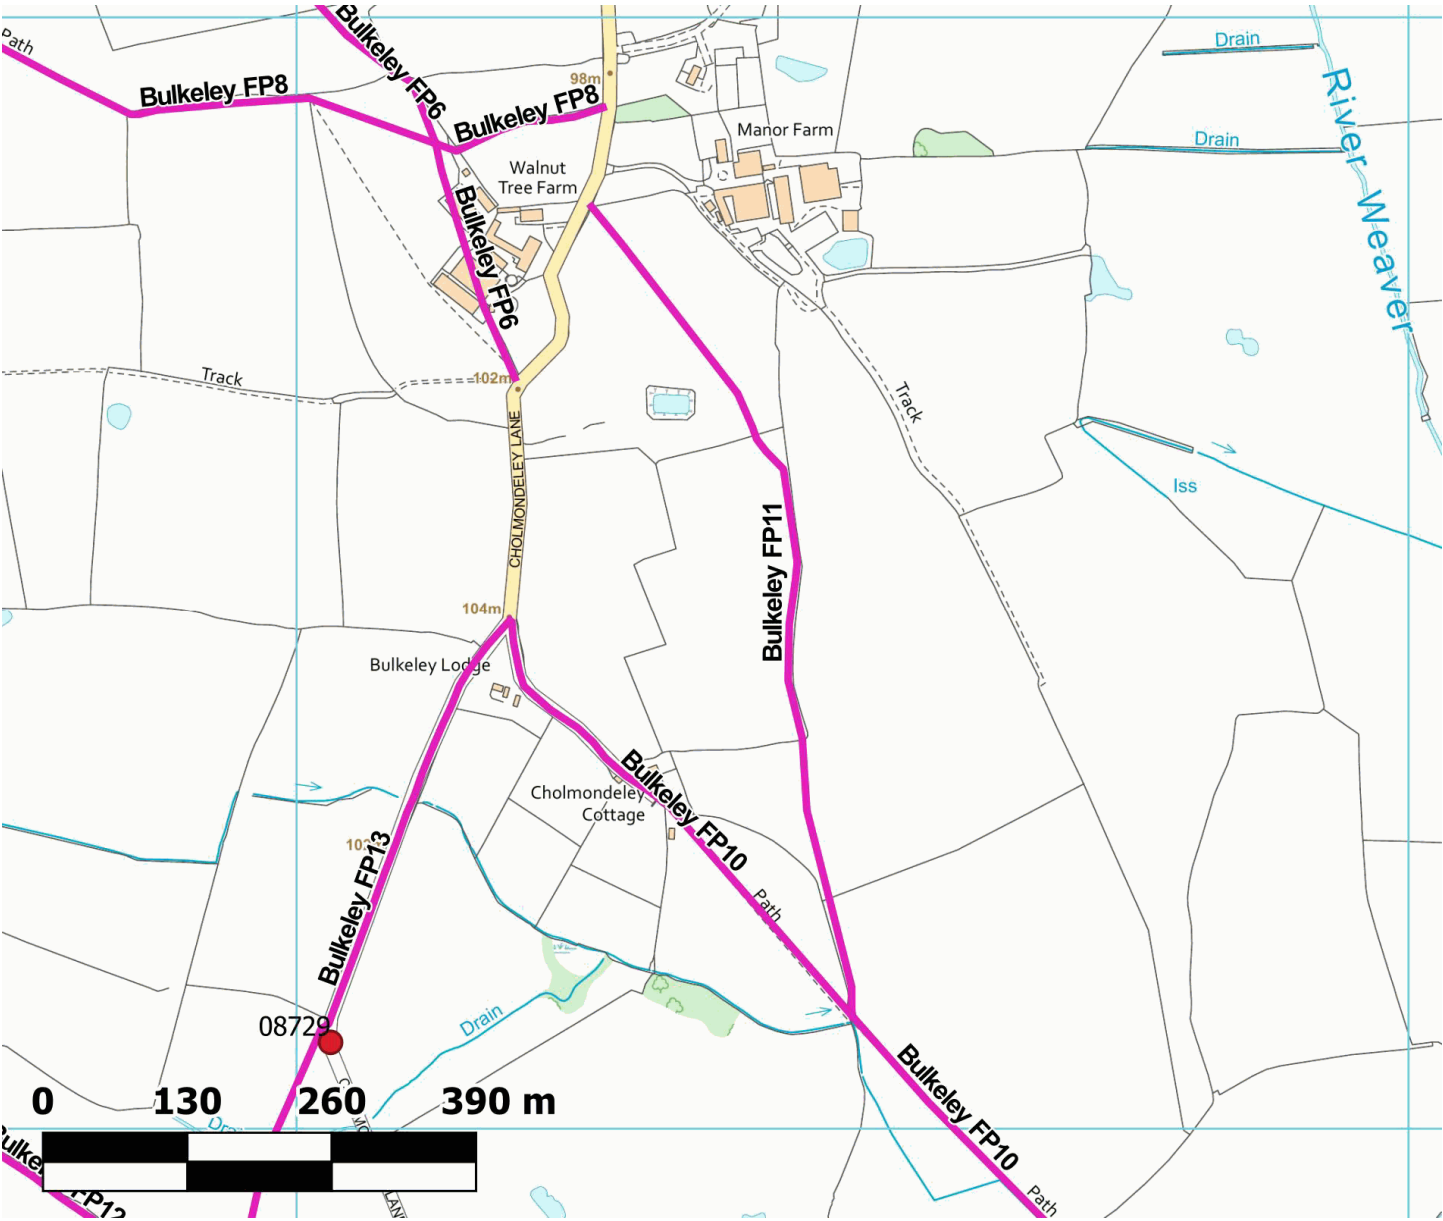 Path
Bulkeley FP8
Bulkeley FP6
98m
Bulkeley FP8
Drain
River Weaver
Manor Farm
Drain
Walnut
Tree Farm
Bulkeley FP6
Track
102m
Track
CHOLMONDELEY LANE
Iss
Bulkeley FP11
104m
Bulkeley Lodge
Bulkeley FP10
Cholmondeley
Cottage
Bulkeley FP13
Path
Drain
08729
Bulkeley FP10
0 130 260 390 m
FP12
Path